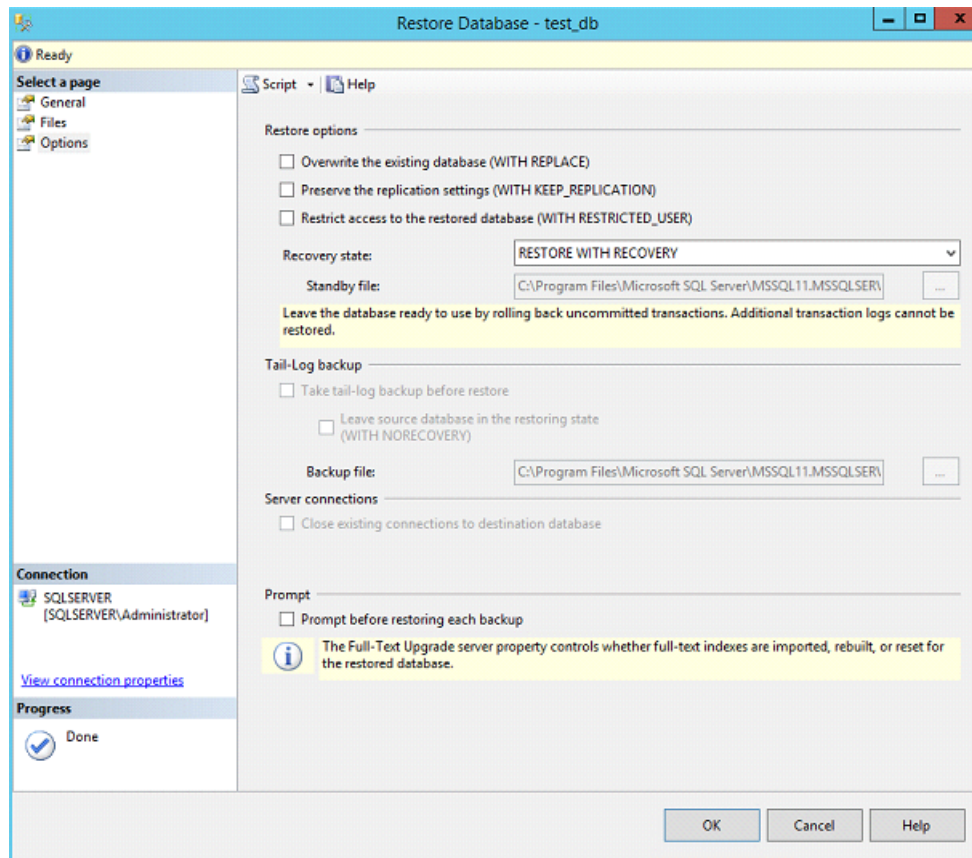 Restore Database - test_db
Ready
Select a page
General
Files
Options
Script
Help
Restore options
Overwrite the existing database (WITH REPLACE)
Preserve the replication settings (WITH KEEP_REPLICATION)
Restrict access to the restored database (WITH RESTRICTED_USER)
Recovery state:
RESTORE WITH RECOVERY
Standby file:
C:\Program Files\Microsoft SQL Server\MSSQL11.MSSQLSER\
...
Leave the database ready to use by rolling back uncommitted transactions. Additional transaction logs cannot be
restored.
Tail-Log backup
Take tail-log backup before restore
Leave source database in the restoring state
(WITH NORECOVERY)
Backup file:
C:\Program Files\Microsoft SQL Server\MSSQL11.MSSQLSER\
...
Server connections
Close existing connections to destination database
Connection
SQLSERVER
[SQLSERVER\Administrator]
View connection properties
Progress
Done
Prompt
Prompt before restoring each backup
The Full-Text Upgrade server property controls whether full-text indexes are imported, rebuilt, or reset for
the restored database.
OK
Cancel
Help